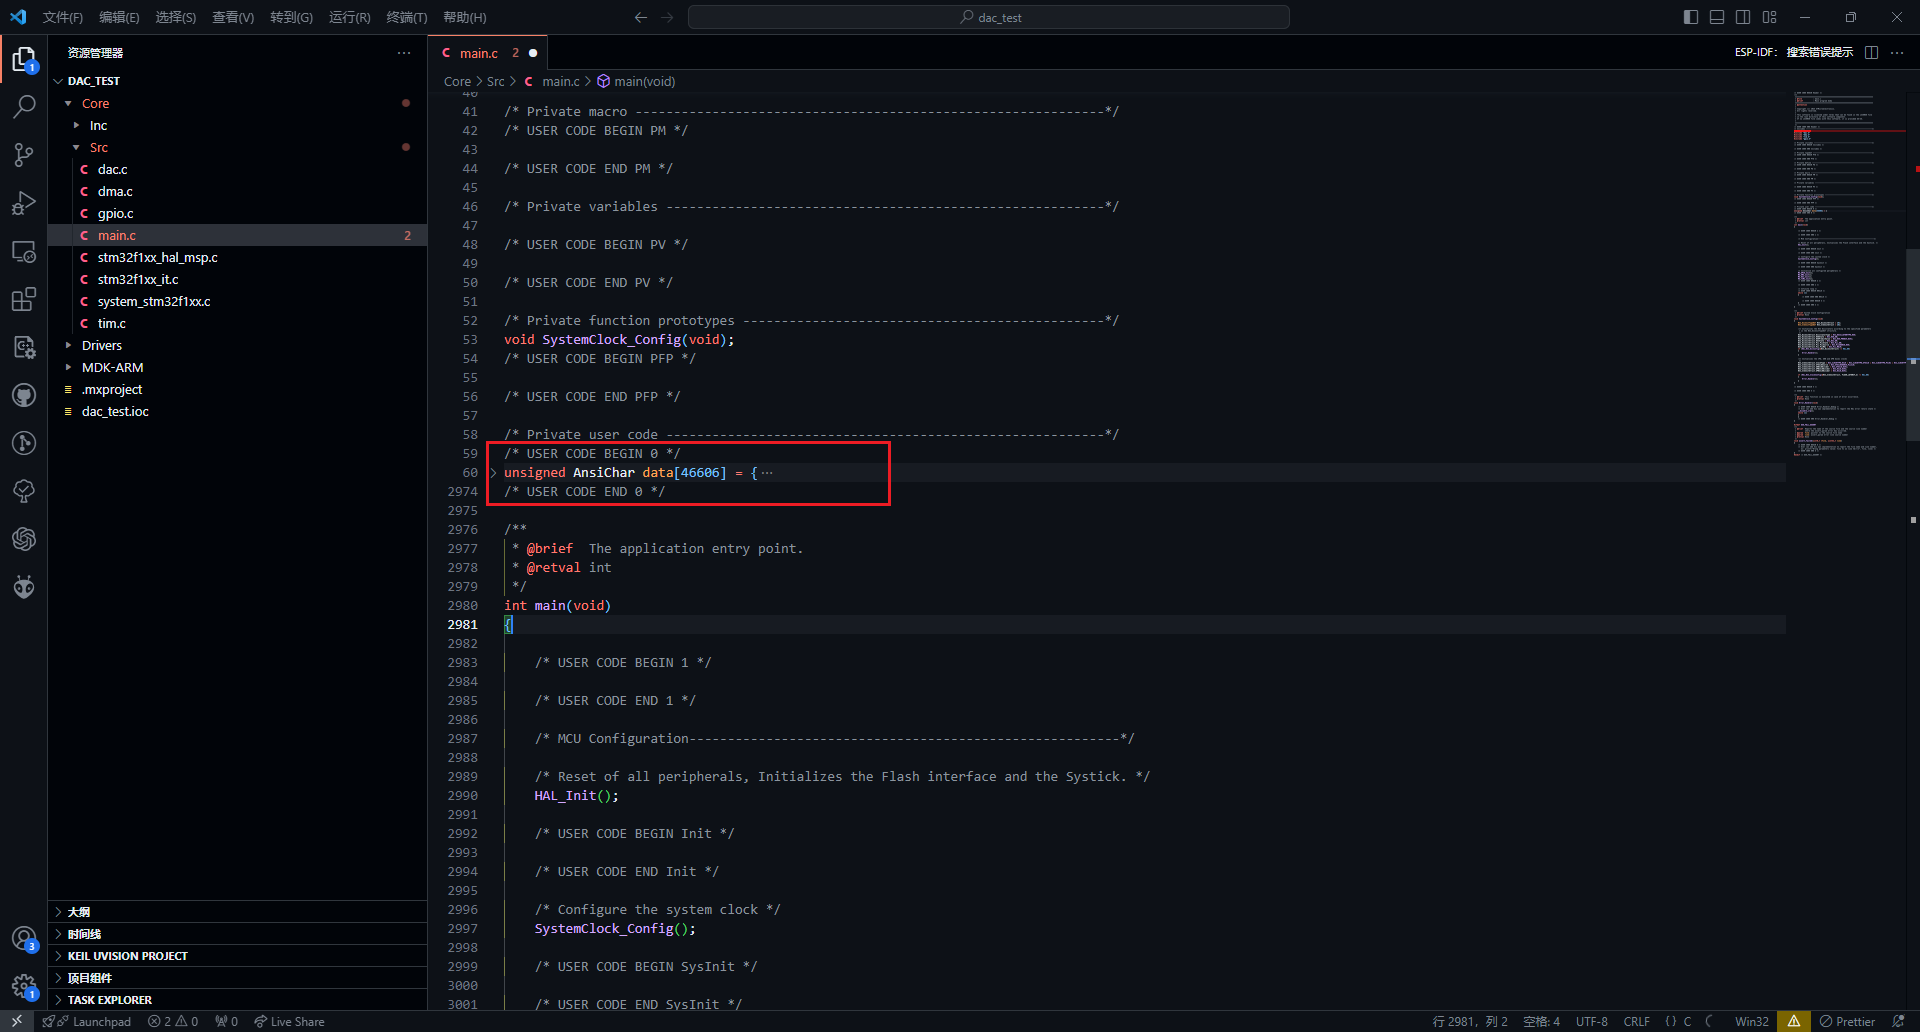 文件(F) 编辑(E) 选择(S) 查看(V) 转到(G) 运行(R) 终端(T) 帮助(H) dac_test
资源管理器
DAC_TEST
Core
Inc
Src
C dac.c
C dma.c
C gpio.c
C main.c 2
C stm32f1xx_hal_msp.c
C stm32f1xx_it.c
C system_stm32f1xx.c
C tim.c
Drivers
MDK-ARM
.mxproject
dac_test.ioc
大纲
时间线
KEIL UVISION PROJECT
项目组件
TASK EXPLORER
1
3
1
C main.c 2
ESP-IDF: 搜索错误提示
Core > Src > C main.c > main(void)
40
41 /* Private macro -------------------------------------------------------------*/
42 /* USER CODE BEGIN PM */
43
44 /* USER CODE END PM */
45
46 /* Private variables ---------------------------------------------------------*/
47
48 /* USER CODE BEGIN PV */
49
50 /* USER CODE END PV */
51
52 /* Private function prototypes -----------------------------------------------*/
53 void SystemClock_Config(void);
54 /* USER CODE BEGIN PFP */
55
56 /* USER CODE END PFP */
57
58 /* Private user code ---------------------------------------------------------*/
59 /* USER CODE BEGIN 0 */
60 unsigned AnsiChar data[46606] = {···
2974 /* USER CODE END 0 */
2975
2976 /**
2977 * @brief  The application entry point.
2978 * @retval int
2979 */
2980 int main(void)
2981 {
2982
2983 /* USER CODE BEGIN 1 */
2984
2985 /* USER CODE END 1 */
2986
2987 /* MCU Configuration--------------------------------------------------------*/
2988
2989 /* Reset of all peripherals, Initializes the Flash interface and the Systick. */
2990 HAL_Init();
2991
2992 /* USER CODE BEGIN Init */
2993
2994 /* USER CODE END Init */
2995
2996 /* Configure the system clock */
2997 SystemClock_Config();
2998
2999 /* USER CODE BEGIN SysInit */
3000
3001 /* USER CODE END SysInit */
Launchpad 2 0 0 Live Share 行 2981，列 2 空格: 4 UTF-8 CRLF {} C Win32 Prettier